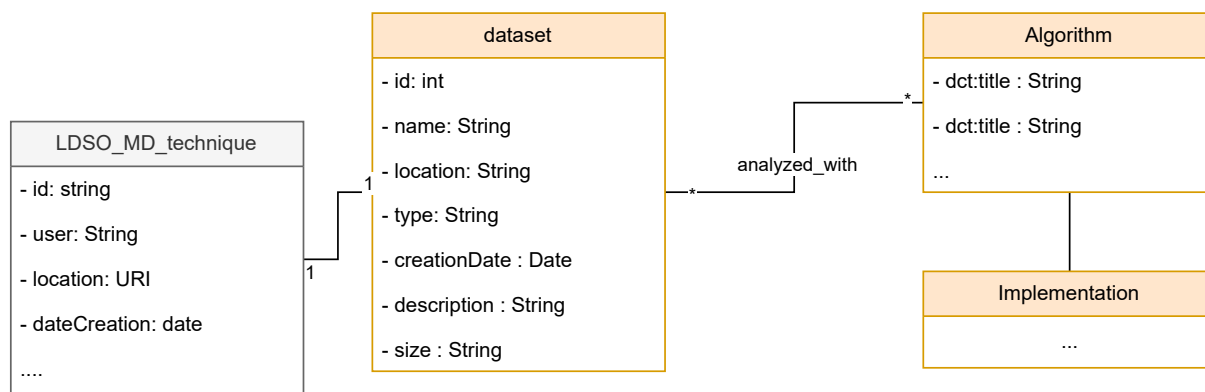 LDSO_MD_technique
- id: string
- user: String
- location: URI
- dateCreation: date
....
1
1
dataset
- id: int
- name: String
- location: String
- type: String
- creationDate : Date
- description : String
- size : String
*
analyzed_with
*
Algorithm
- dct:title : String
- dct:title : String
...
Implementation
...